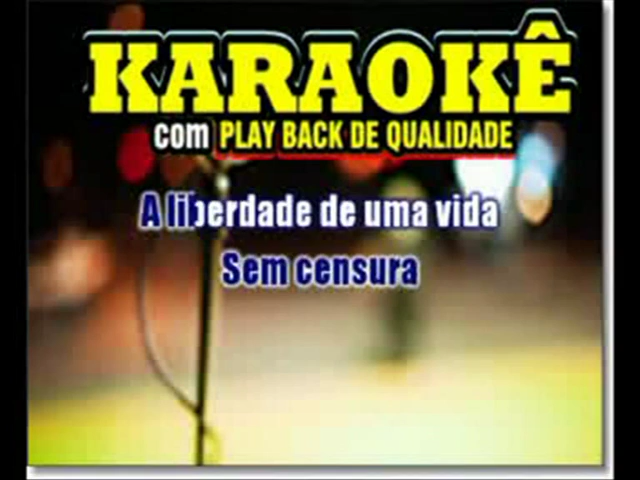 KARAOKÊ
com PLAY BACK DE QUALIDADE
A liberdade de uma vida
Sem censura